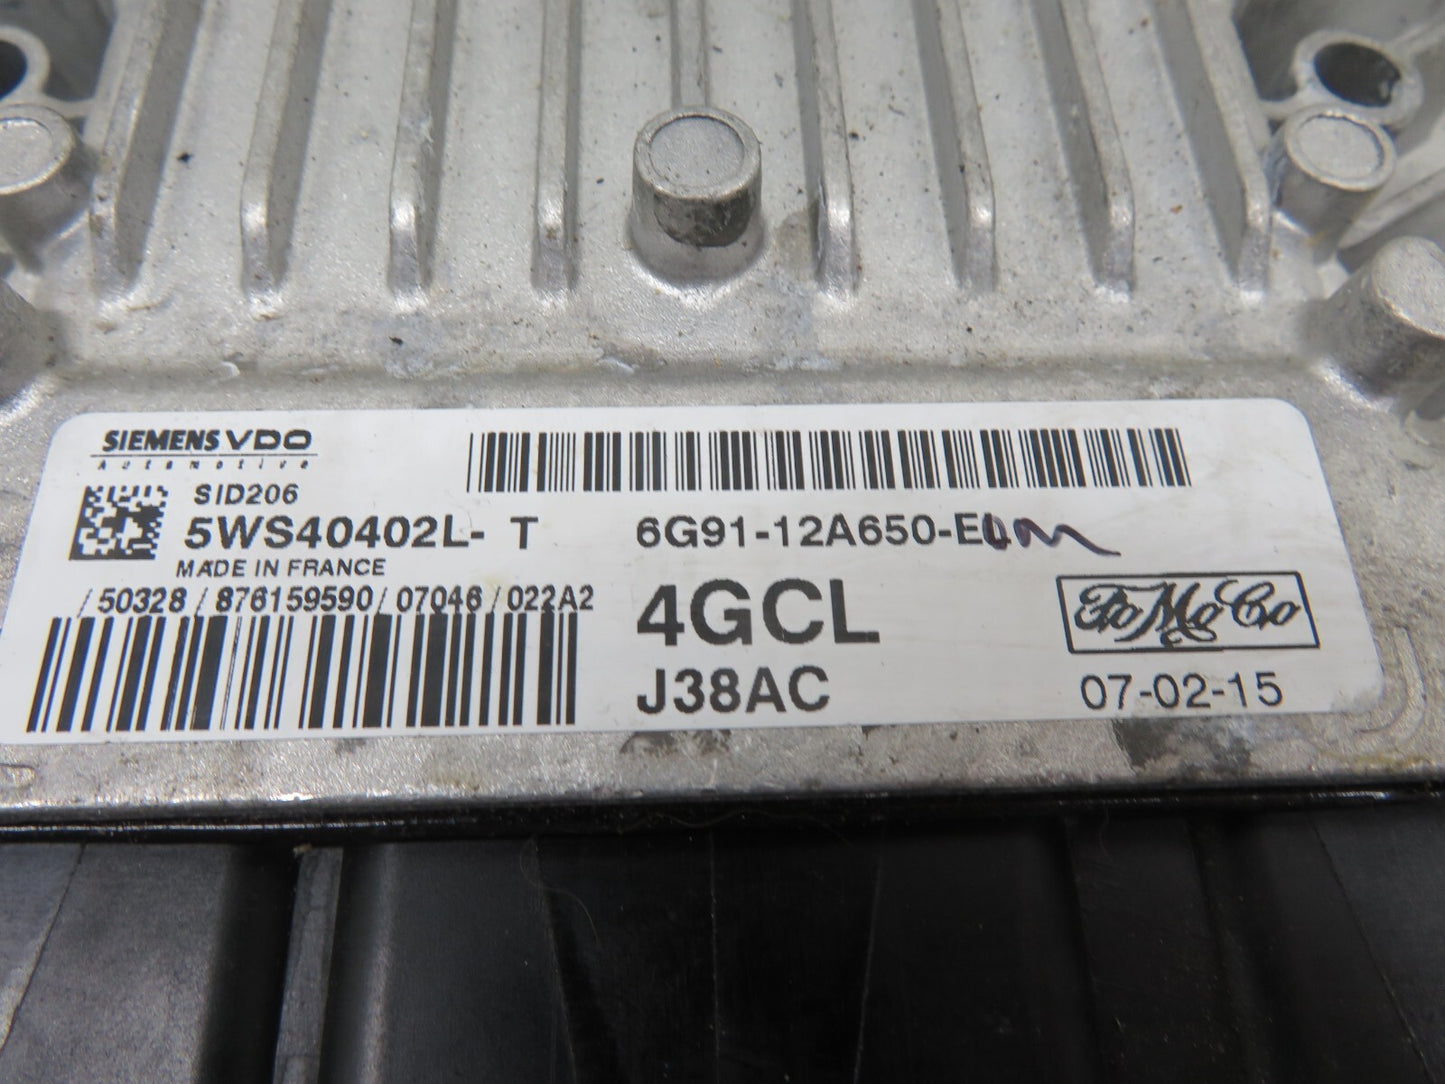 SIEMENS VDO
Automotive
SID206
5WS40402L- T
MADE IN FRANCE
/ 50328 / 876159590 / 07046 / 022A2
6G91-12A650-E
4GCL
J38AC
FoMoCo
07-02-15